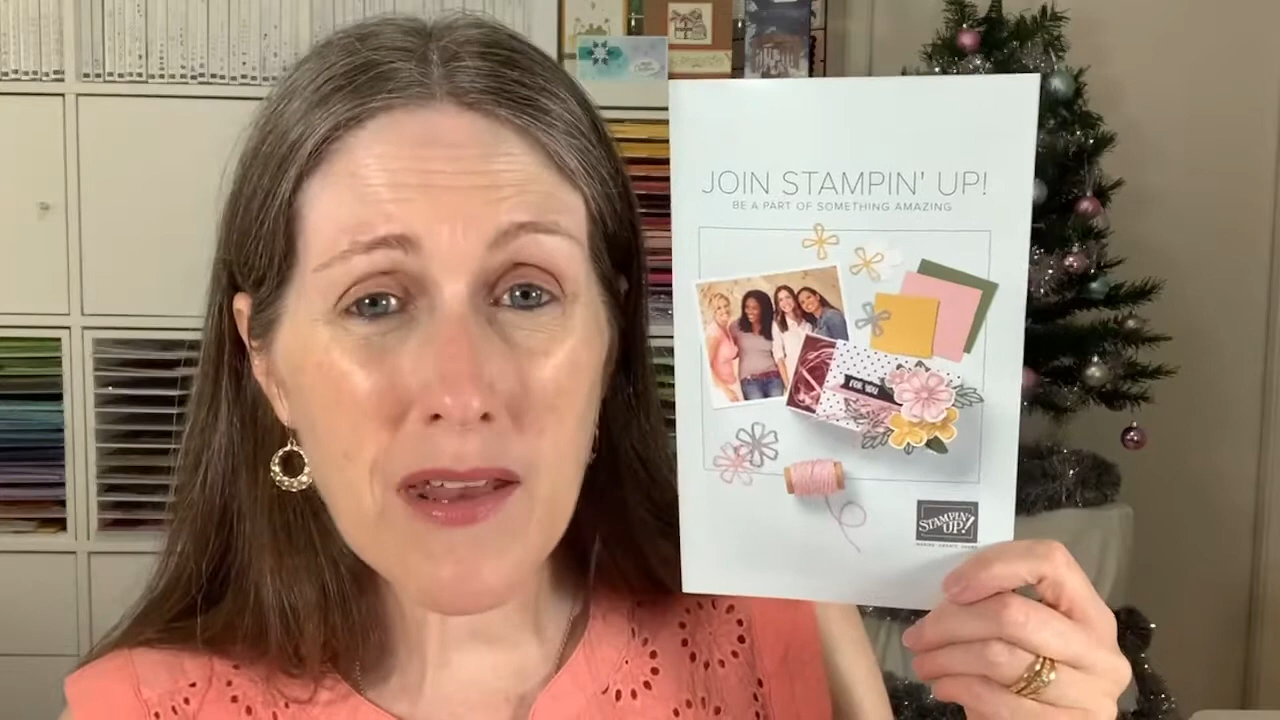 JOIN STAMPIN' UP!
BE A PART OF SOMETHING AMAZING
FOR YOU
STAMPIN'
UP!